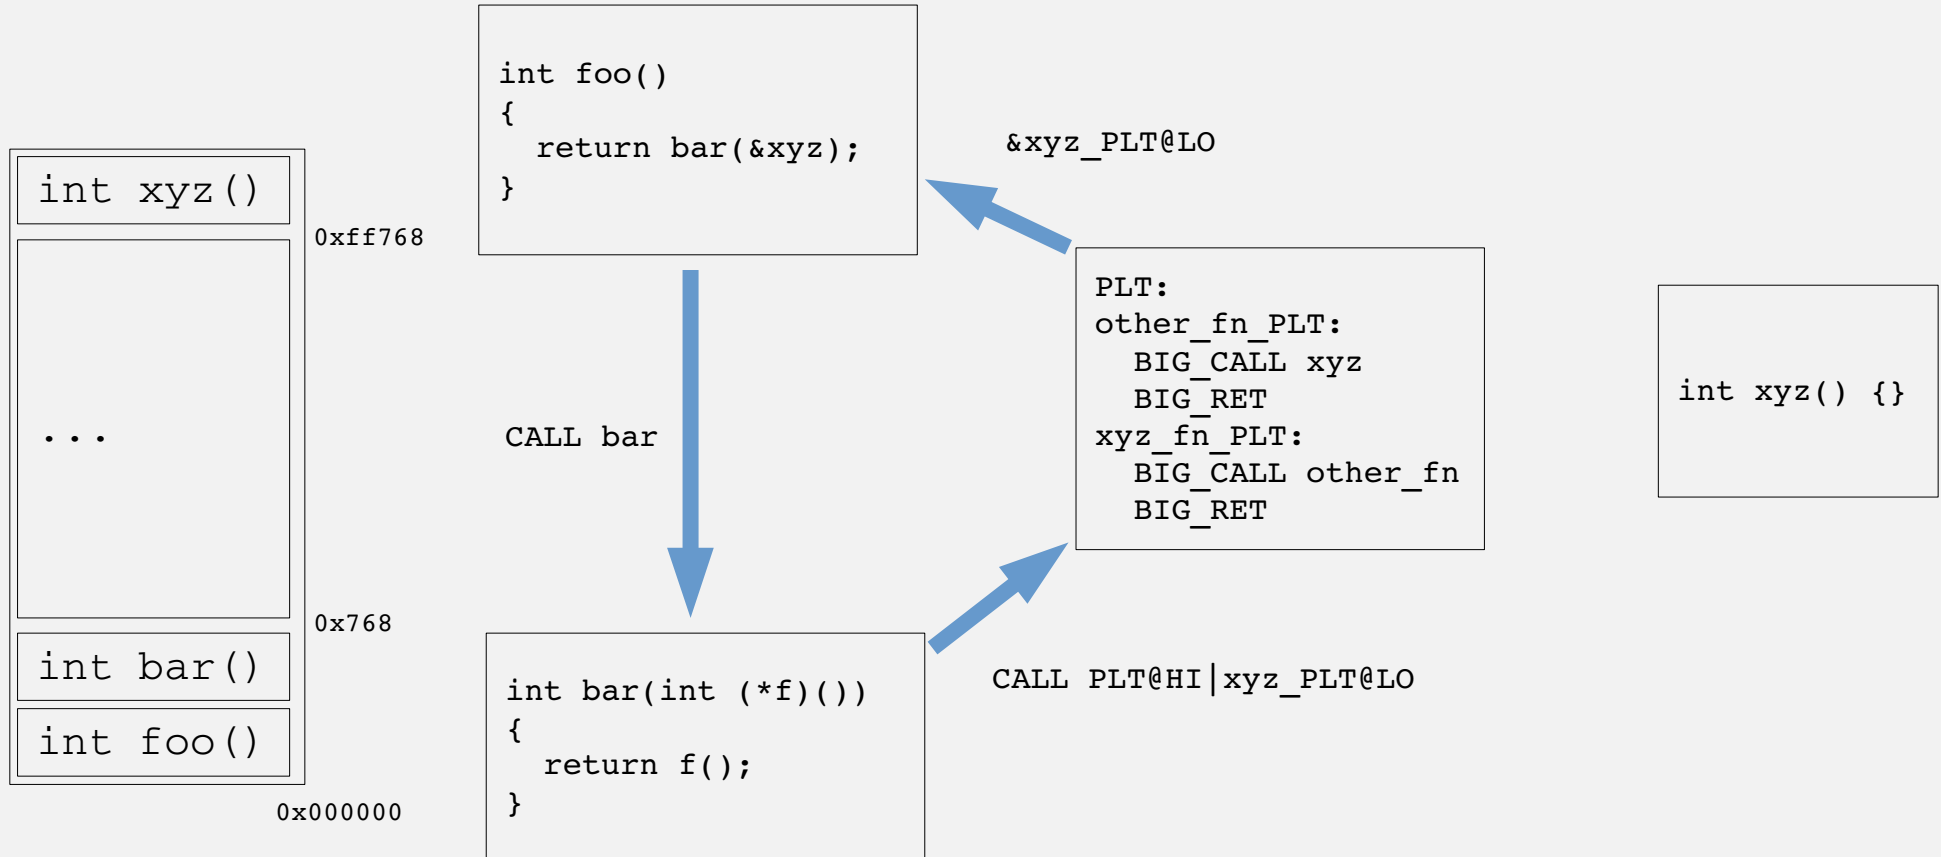 int xyz()
0xff768
...
0x768
int bar()
int foo()
0x000000
int foo()
{
return bar(&xyz);
}
CALL bar
int bar(int (*f)())
{
return f();
}
&xyz_PLT@LO
PLT:
other_fn_PLT:
BIG_CALL xyz
BIG_RET
xyz_fn_PLT:
BIG_CALL other_fn
BIG_RET
CALL PLT@HI|xyz_PLT@LO
int xyz() {}